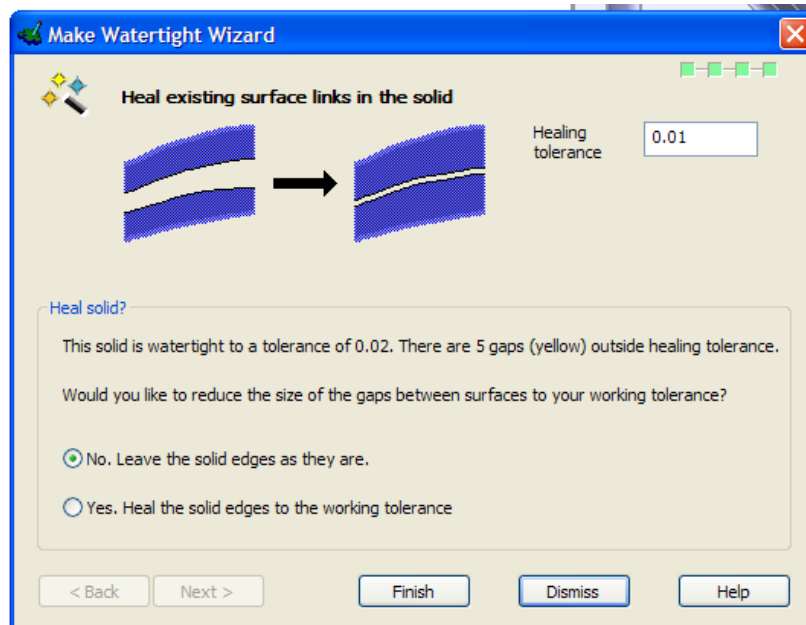 Make Watertight Wizard
Heal existing surface links in the solid
Healing
tolerance
0.01
Heal solid?
This solid is watertight to a tolerance of 0.02. There are 5 gaps (yellow) outside healing tolerance.
Would you like to reduce the size of the gaps between surfaces to your working tolerance?
No. Leave the solid edges as they are.
Yes. Heal the solid edges to the working tolerance
< Back
Next >
Finish
Dismiss
Help